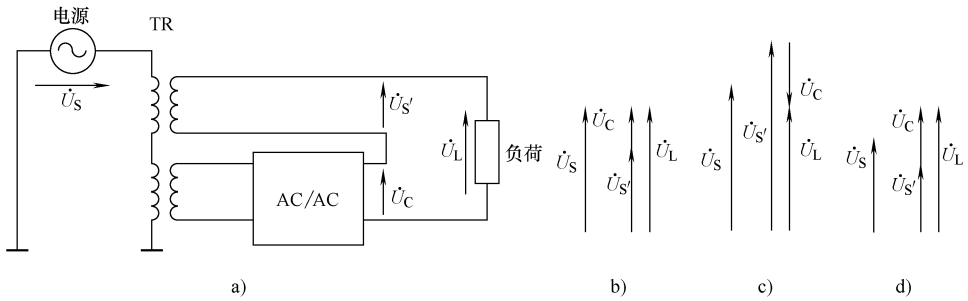 电源
TR
U̇S
U̇S′
U̇L
负荷
AC/AC
U̇C
a)
U̇C
U̇S
U̇S′
U̇L
b)
U̇C
U̇S′
U̇S
U̇L
c)
U̇C
U̇S
U̇S′
U̇L
d)